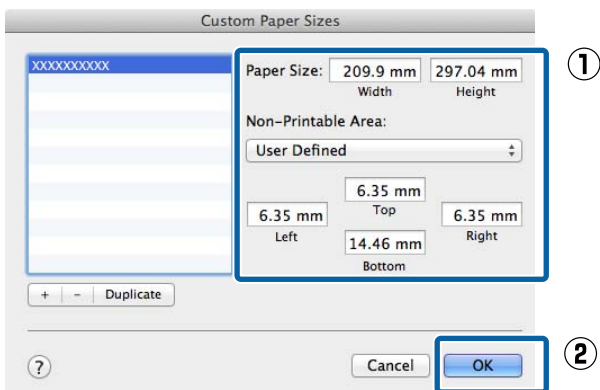 Custom Paper Sizes
XXXXXXXXXX
Paper Size: 209.9 mm 297.04 mm
Width Height
Non-Printable Area:
User Defined
6.35 mm
Top
6.35 mm 6.35 mm
Left Right
14.46 mm
Bottom
+ - Duplicate
? Cancel OK
①
②